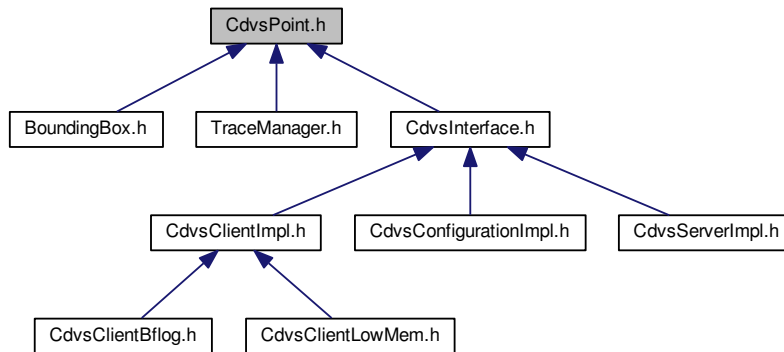 CdvsPoint.h
BoundingBox.h
TraceManager.h
CdvsInterface.h
CdvsClientImpl.h
CdvsConfigurationImpl.h
CdvsServerImpl.h
CdvsClientBflog.h
CdvsClientLowMem.h